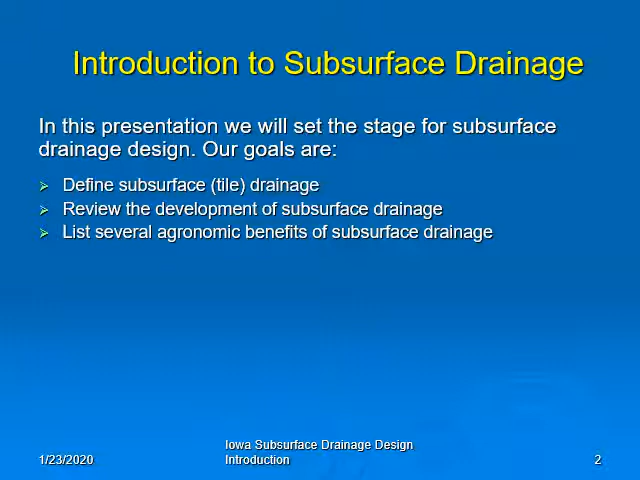 Introduction to Subsurface Drainage
In this presentation we will set the stage for subsurface
drainage design. Our goals are:
Define subsurface (tile) drainage
Review the development of subsurface drainage
List several agronomic benefits of subsurface drainage
1/23/2020
Iowa Subsurface Drainage Design
Introduction
2